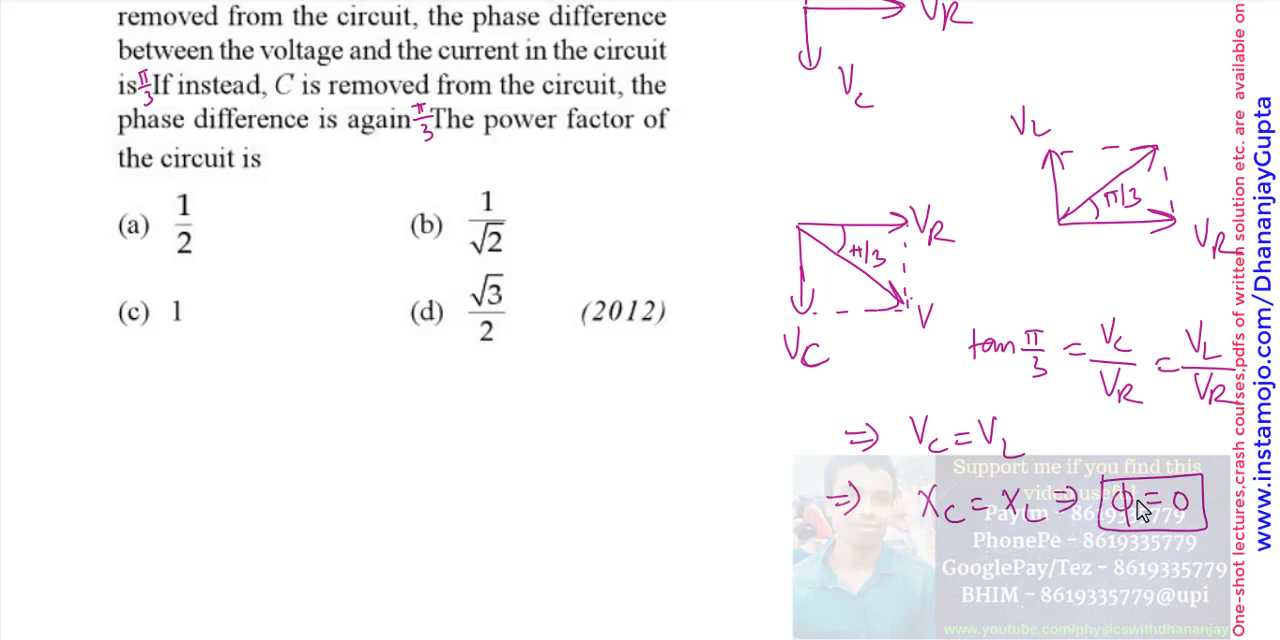 removed from the circuit, the phase difference
between the voltage and the current in the circuit
is π/3 If instead, C is removed from the circuit, the
phase difference is again π/3 The power factor of
the circuit is
(a) 1/2
(b) 1/√2
(c) 1
(d) √3/2
(2012)
V_R
V_C
V_L
π/3
V_R
V_R
π/3
V
V_C
tan π/3 = V_C/V_R = V_L/V_R
⇒ V_C = V_L
⇒ X_C = X_L ⇒ ϕ = 0
Support me if you find this
video useful
Paytm - 8619335779
PhonePe - 8619335779
GooglePay/Tez - 8619335779
BHIM - 8619335779@upi
www.youtube.com/physicswithdhananjay
One-shot lectures,crash courses,pdfs of written solution etc. are available on
www.instamojo.com/DhananjayGupta